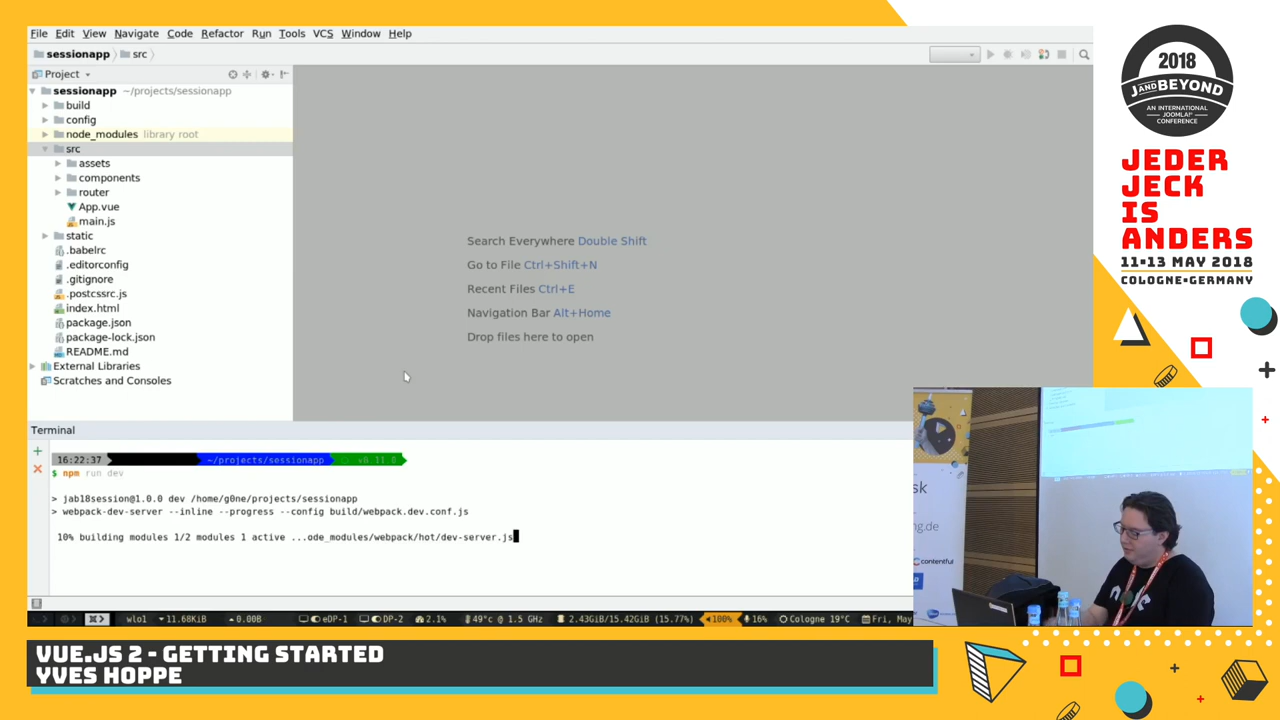 File Edit View Navigate Code Refactor Run Tools VCS Window Help
sessionapp src
Project
sessionapp ~/projects/sessionapp
build
config
node_modules library root
src
assets
components
router
App.vue
main.js
static
.babelrc
.editorconfig
.gitignore
.postcssrc.js
index.html
package.json
package-lock.json
README.md
External Libraries
Scratches and Consoles
Search Everywhere Double Shift
Go to File Ctrl+Shift+N
Recent Files Ctrl+E
Navigation Bar Alt+Home
Drop files here to open
Terminal
16:22:37 ~/projects/sessionapp v8.11.0
$ npm run dev
> jab18session@1.0.0 dev /home/g0ne/projects/sessionapp
> webpack-dev-server --inline --progress --config build/webpack.dev.conf.js
10% building modules 1/2 modules 1 active ...ode_modules/webpack/hot/dev-server.js
wlo1 11.68KiB 0.00B eDP-1 DP-2 2.1% 49°c @ 1.5 GHz 2.43GiB/15.42GiB (15.77%) 100% 16% Cologne 19°C Fri, May
2018
JANDBEYOND
AN INTERNATIONAL
JOOMLA!
CONFERENCE
JEDER
JECK
IS
ANDERS
11-13 MAY 2018
COLOGNE•GERMANY
sk
ng.de
contentful
VUE.JS 2 - GETTING STARTED
YVES HOPPE